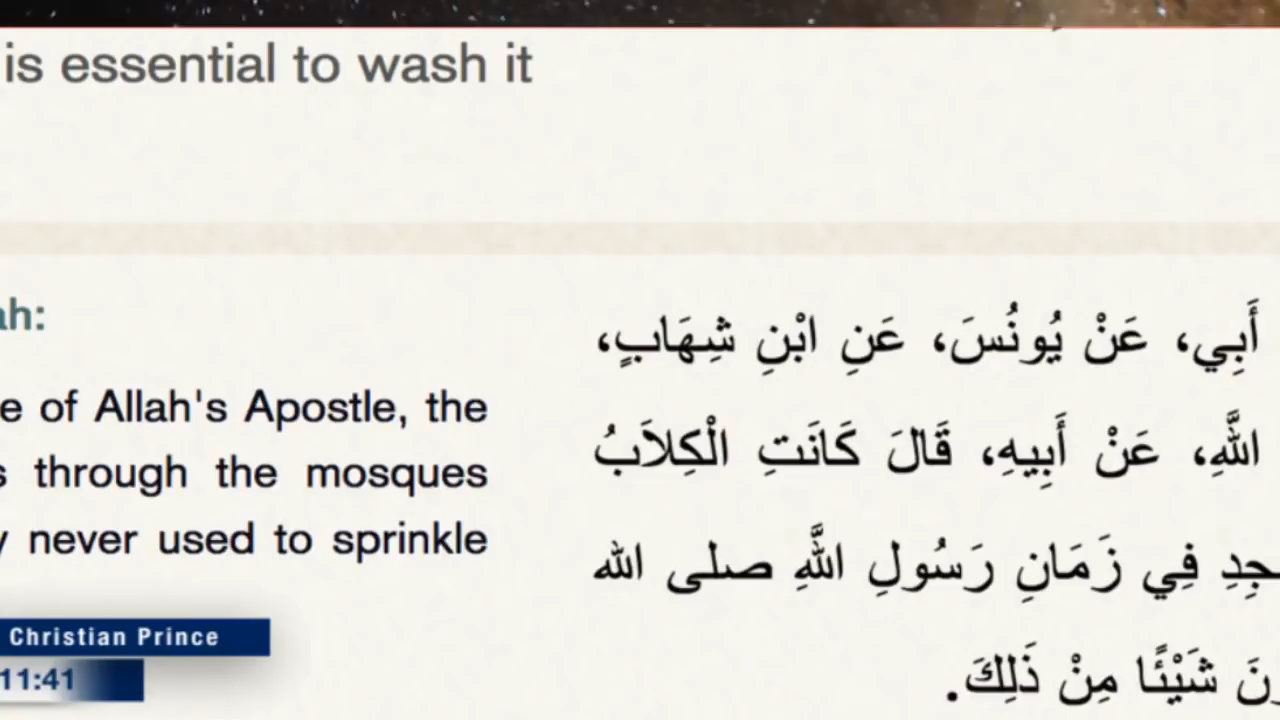 is essential to wash it
ah:
e of Allah's Apostle, the
s through the mosques
y never used to sprinkle
أَبِي، عَنْ يُونُسَ، عَنِ ابْنِ شِهَابٍ،
اللَّهِ، عَنْ أَبِيهِ، قَالَ كَانَتِ الْكِلاَبُ
جِدِ فِي زَمَانِ رَسُولِ اللَّهِ صلى الله
ونَ شَيْئًا مِنْ ذَلِكَ.
Christian Prince
11:41